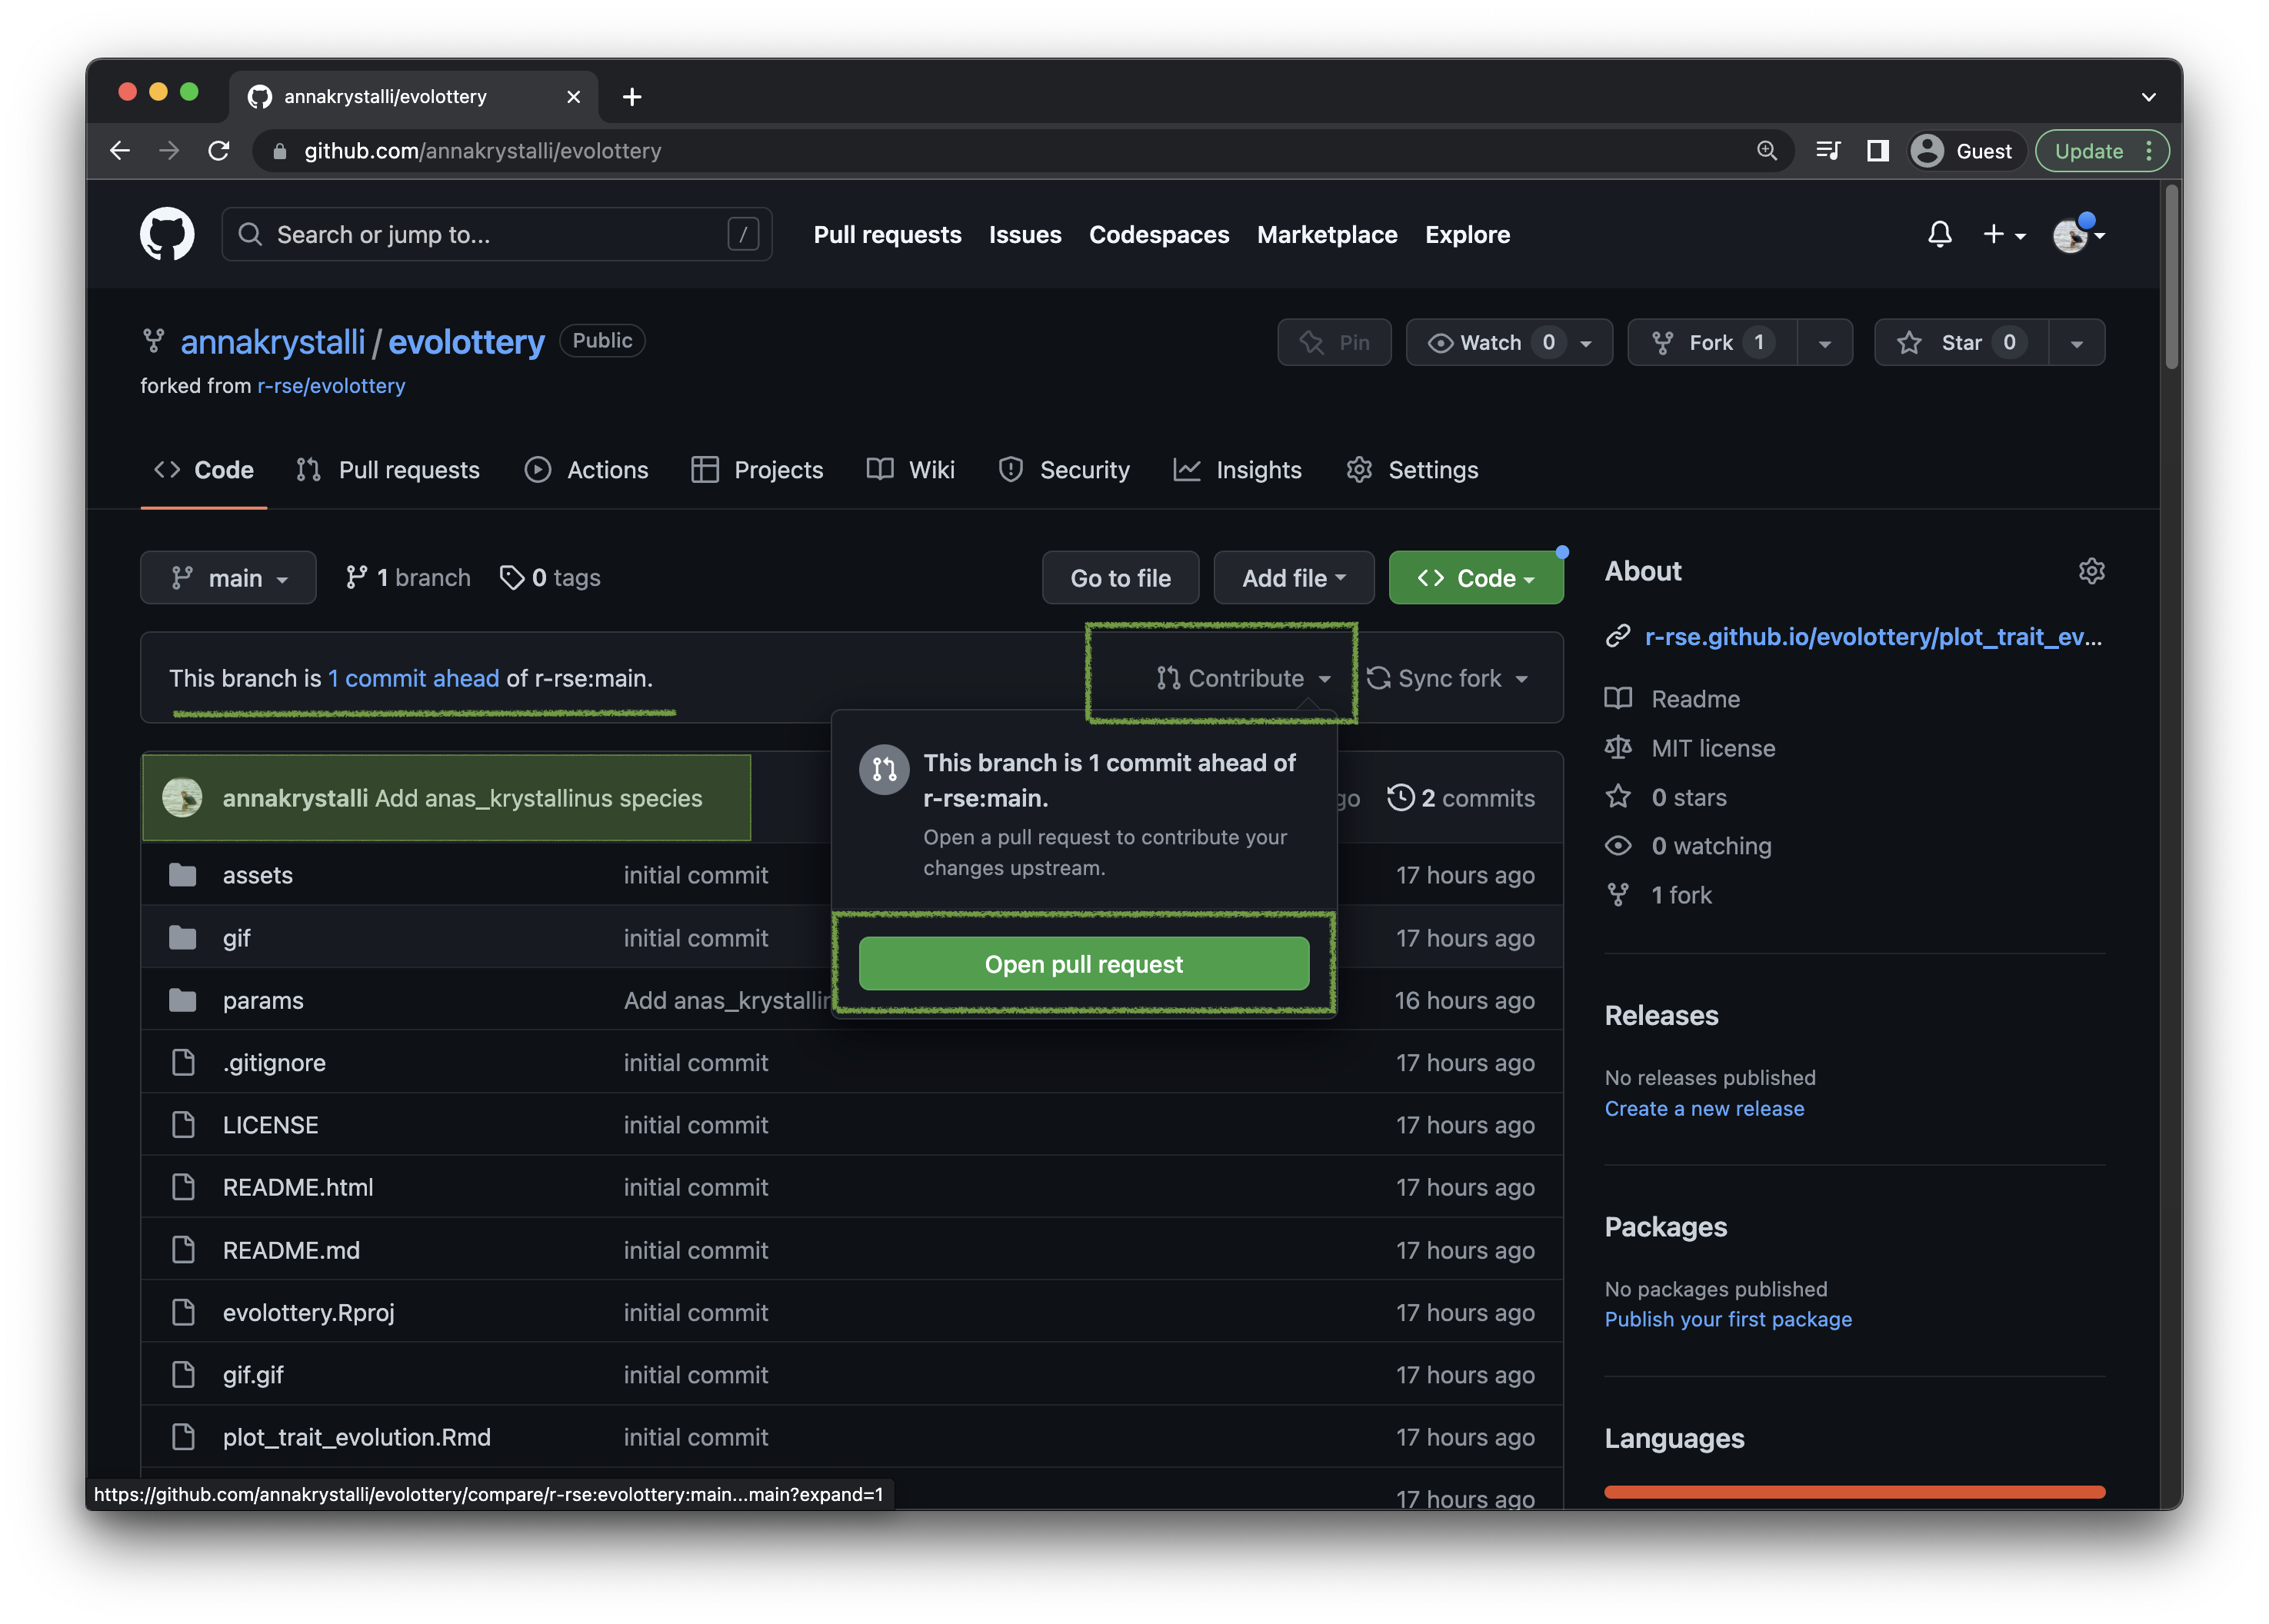 annakrystalli/evolottery
github.com/annakrystalli/evolottery
Guest
Update
Search or jump to...
/
Pull requests Issues Codespaces Marketplace Explore
annakrystalli / evolottery Public
Pin
Watch 0
Fork 1
Star 0
forked from r-rse/evolottery
Code Pull requests Actions Projects Wiki Security Insights Settings
main 1 branch 0 tags Go to file Add file Code
This branch is 1 commit ahead of r-rse:main. Contribute Sync fork
This branch is 1 commit ahead of
r-rse:main.
Open a pull request to contribute your
changes upstream.
Open pull request
annakrystalli Add anas_krystallinus species go 2 commits
assets initial commit 17 hours ago
gif initial commit 17 hours ago
params Add anas_krystallin 16 hours ago
.gitignore initial commit 17 hours ago
LICENSE initial commit 17 hours ago
README.html initial commit 17 hours ago
README.md initial commit 17 hours ago
evolottery.Rproj initial commit 17 hours ago
gif.gif initial commit 17 hours ago
plot_trait_evolution.Rmd initial commit 17 hours ago
17 hours ago
About
r-rse.github.io/evolottery/plot_trait_ev...
Readme
MIT license
0 stars
0 watching
1 fork
Releases
No releases published
Create a new release
Packages
No packages published
Publish your first package
Languages
https://github.com/annakrystalli/evolottery/compare/r-rse:evolottery:main...main?expand=1